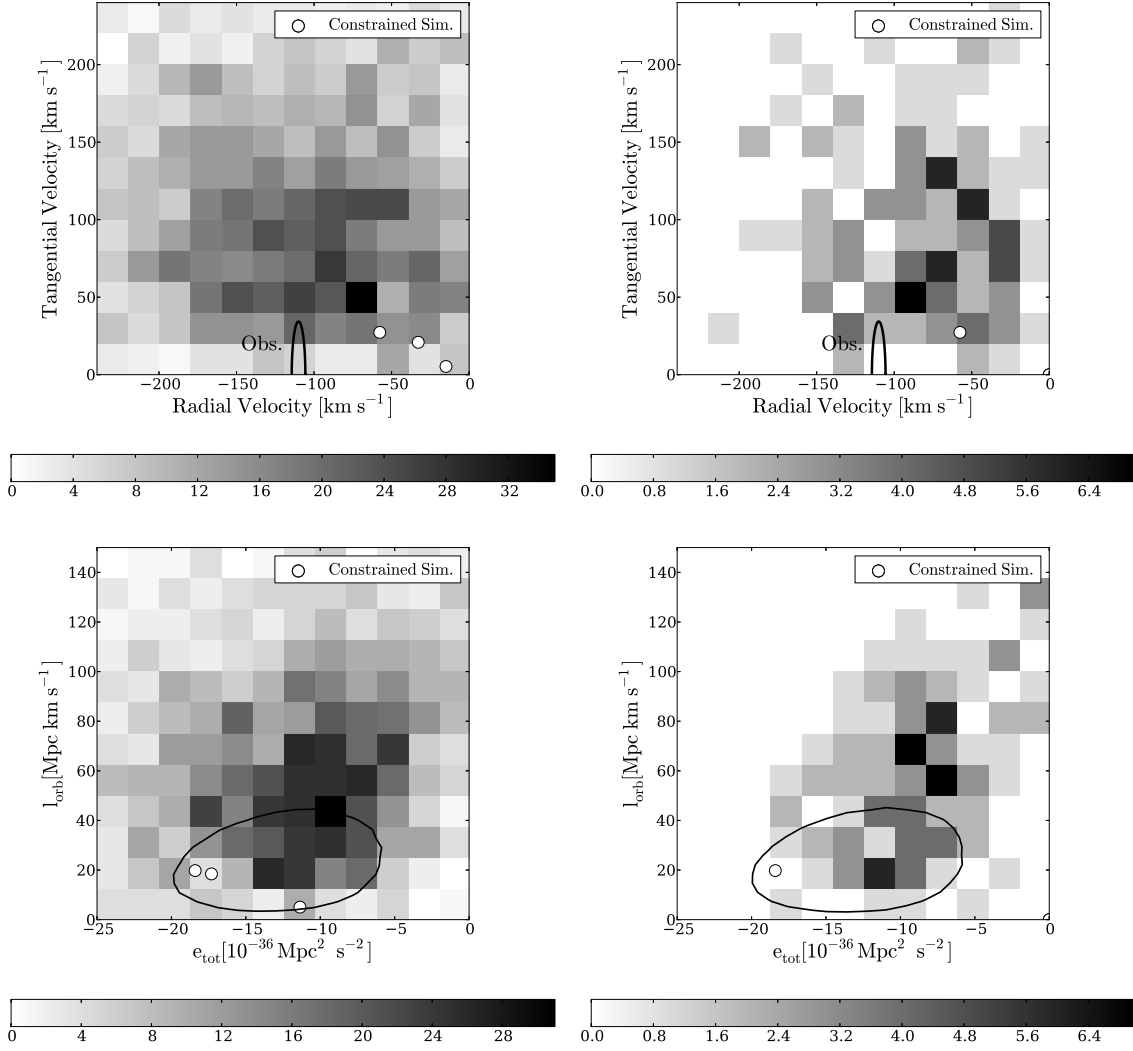 Constrained Sim.
Tangential Velocity [km s⁻¹]
200
150
100
50
0
Obs.
−200 −150 −100 −50 0
Radial Velocity [km s⁻¹]
0 4 8 12 16 20 24 28 32
Constrained Sim.
Tangential Velocity [km s⁻¹]
200
150
100
50
0
Obs.
−200 −150 −100 −50 0
Radial Velocity [km s⁻¹]
0.0 0.8 1.6 2.4 3.2 4.0 4.8 5.6 6.4
Constrained Sim.
l_orb[Mpc km s⁻¹]
140
120
100
80
60
40
20
0
−25 −20 −15 −10 −5 0
e_tot[10⁻³⁶ Mpc² s⁻²]
0 4 8 12 16 20 24 28
Constrained Sim.
l_orb[Mpc km s⁻¹]
140
120
100
80
60
40
20
0
−25 −20 −15 −10 −5 0
e_tot[10⁻³⁶ Mpc² s⁻²]
0.0 0.8 1.6 2.4 3.2 4.0 4.8 5.6 6.4